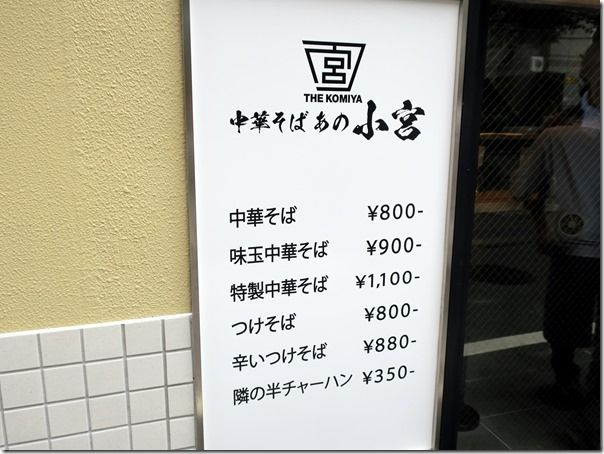 宮
THE KOMIYA
中華そば あの小宮
中華そば ¥800-
味玉中華そば ¥900-
特製中華そば ¥1,100-
つけそば ¥800-
辛いつけそば ¥880-
隣の半チャーハン ¥350-